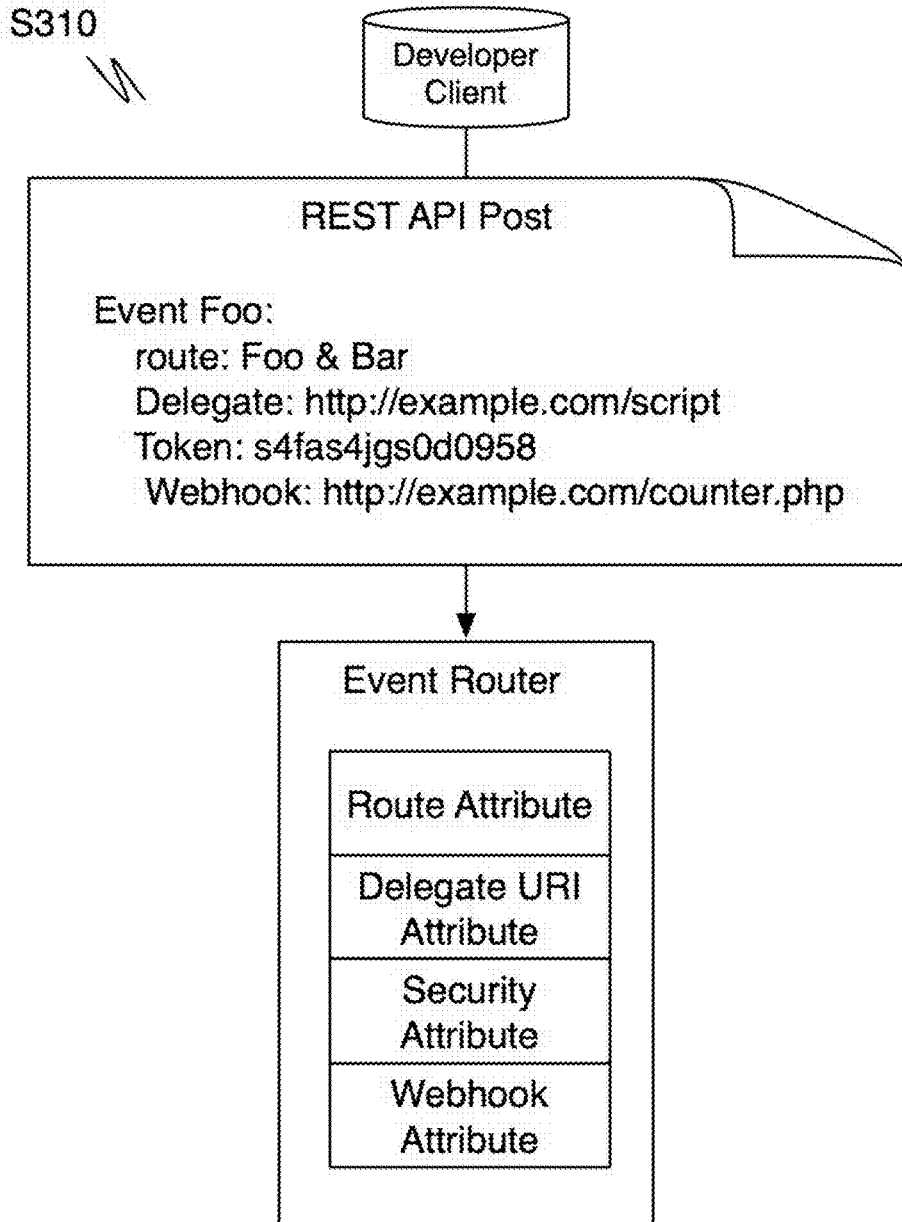 S310
Developer
Client
REST API Post
Event Foo:
route: Foo & Bar
Delegate: http://example.com/script
Token: s4fas4jgs0d0958
Webhook: http://example.com/counter.php
Event Router
Route Attribute
Delegate URI
Attribute
Security
Attribute
Webhook
Attribute